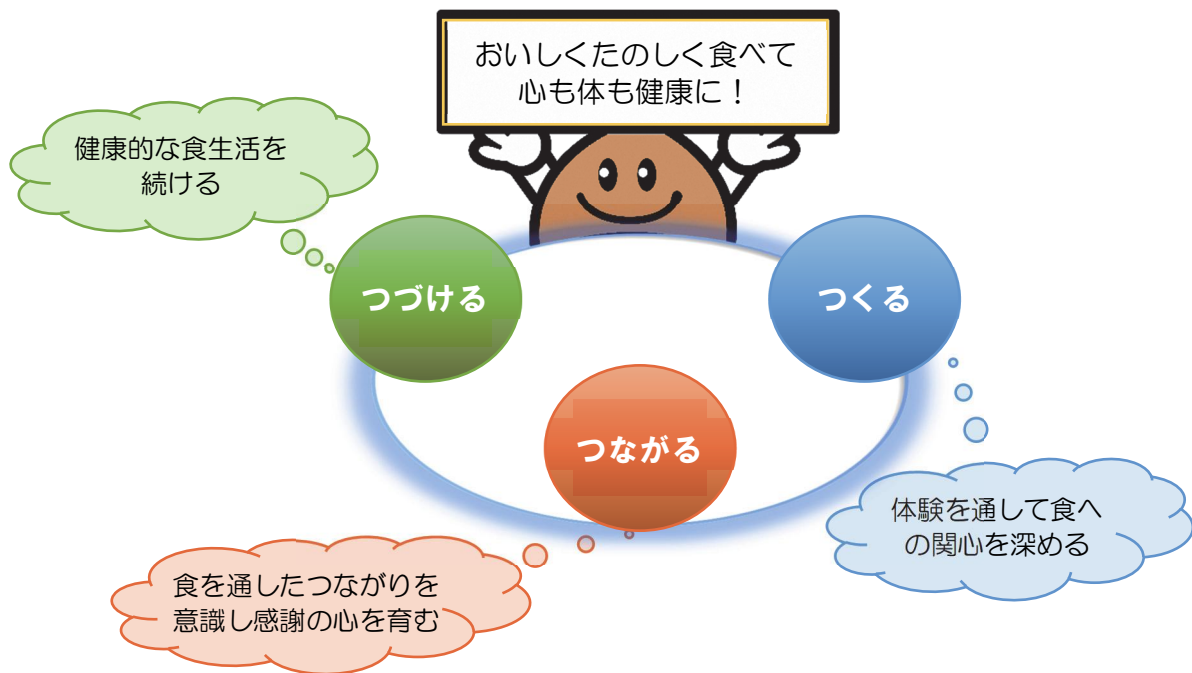 おいしくたのしく食べて
心も体も健康に！
健康的な食生活を
続ける
つづける
つくる
つながる
体験を通して食へ
の関心を深める
食を通したつながりを
意識し感謝の心を育む